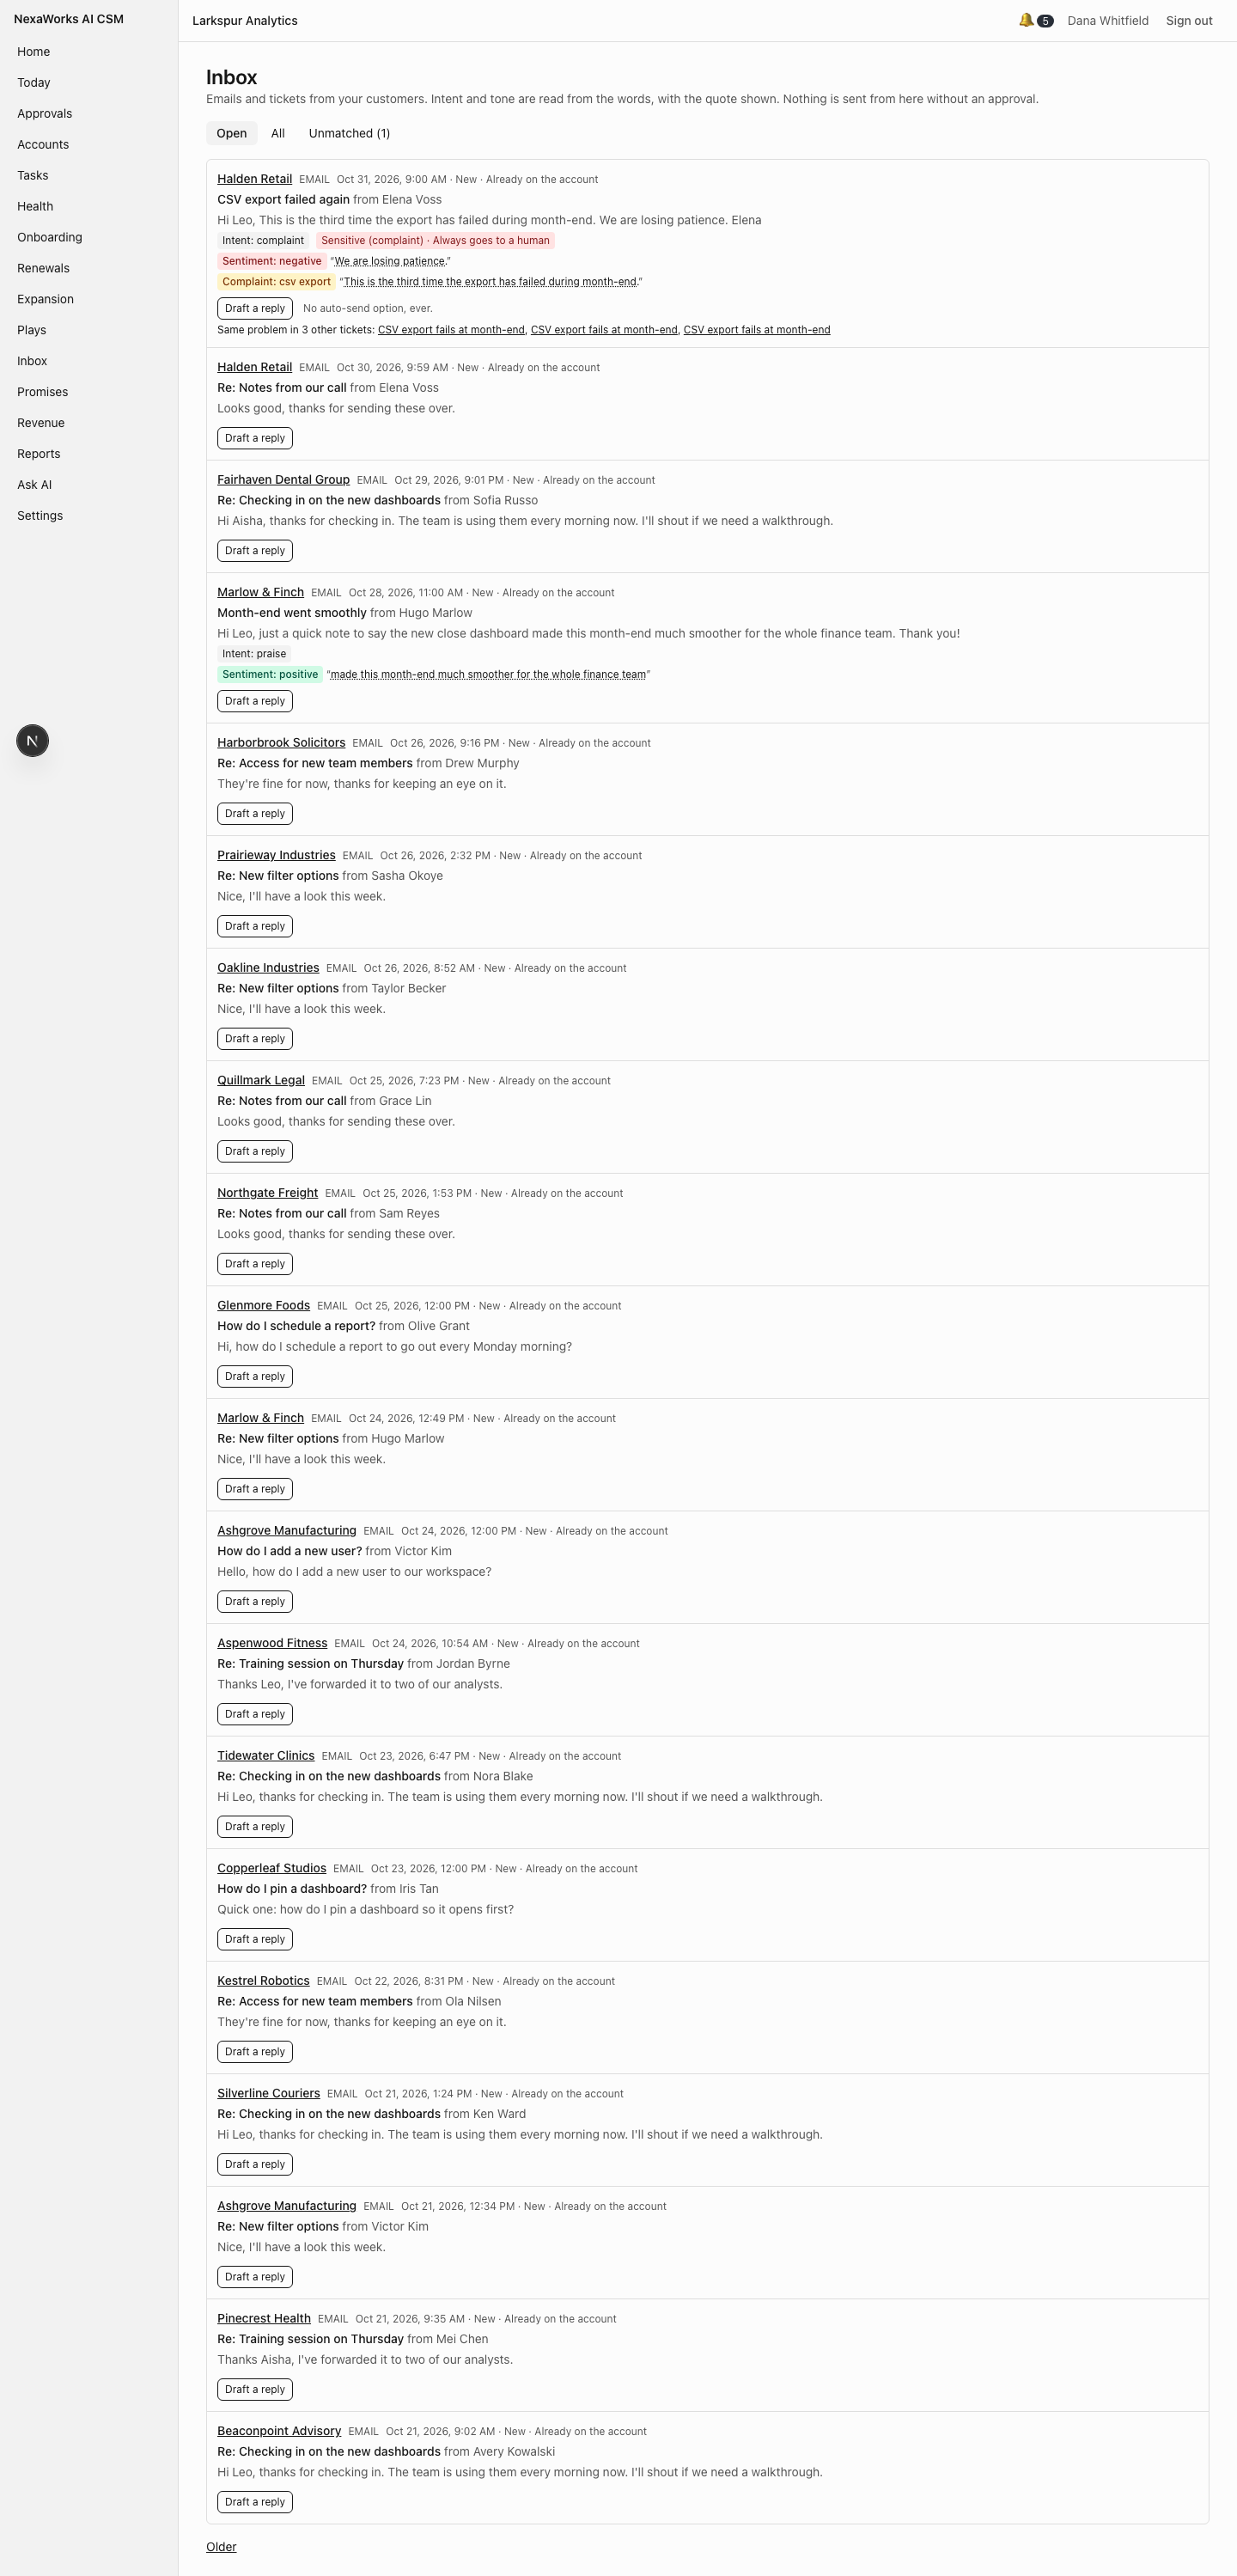 NexaWorks AI CSM
Home
Today
Approvals
Accounts
Tasks
Health
Onboarding
Renewals
Expansion
Plays
Inbox
Promises
Revenue
Reports
Ask AI
Settings
N
Larkspur Analytics
5 Dana Whitfield Sign out
Inbox
Emails and tickets from your customers. Intent and tone are read from the words, with the quote shown. Nothing is sent from here without an approval.
Open All Unmatched (1)
Halden Retail EMAIL Oct 31, 2026, 9:00 AM · New · Already on the account
CSV export failed again from Elena Voss
Hi Leo, This is the third time the export has failed during month-end. We are losing patience. Elena
Intent: complaint Sensitive (complaint) · Always goes to a human
Sentiment: negative “We are losing patience.”
Complaint: csv export “This is the third time the export has failed during month-end.”
Draft a reply No auto-send option, ever.
Same problem in 3 other tickets: CSV export fails at month-end, CSV export fails at month-end, CSV export fails at month-end
Halden Retail EMAIL Oct 30, 2026, 9:59 AM · New · Already on the account
Re: Notes from our call from Elena Voss
Looks good, thanks for sending these over.
Draft a reply
Fairhaven Dental Group EMAIL Oct 29, 2026, 9:01 PM · New · Already on the account
Re: Checking in on the new dashboards from Sofia Russo
Hi Aisha, thanks for checking in. The team is using them every morning now. I'll shout if we need a walkthrough.
Draft a reply
Marlow & Finch EMAIL Oct 28, 2026, 11:00 AM · New · Already on the account
Month-end went smoothly from Hugo Marlow
Hi Leo, just a quick note to say the new close dashboard made this month-end much smoother for the whole finance team. Thank you!
Intent: praise
Sentiment: positive “made this month-end much smoother for the whole finance team”
Draft a reply
Harborbrook Solicitors EMAIL Oct 26, 2026, 9:16 PM · New · Already on the account
Re: Access for new team members from Drew Murphy
They're fine for now, thanks for keeping an eye on it.
Draft a reply
Prairieway Industries EMAIL Oct 26, 2026, 2:32 PM · New · Already on the account
Re: New filter options from Sasha Okoye
Nice, I'll have a look this week.
Draft a reply
Oakline Industries EMAIL Oct 26, 2026, 8:52 AM · New · Already on the account
Re: New filter options from Taylor Becker
Nice, I'll have a look this week.
Draft a reply
Quillmark Legal EMAIL Oct 25, 2026, 7:23 PM · New · Already on the account
Re: Notes from our call from Grace Lin
Looks good, thanks for sending these over.
Draft a reply
Northgate Freight EMAIL Oct 25, 2026, 1:53 PM · New · Already on the account
Re: Notes from our call from Sam Reyes
Looks good, thanks for sending these over.
Draft a reply
Glenmore Foods EMAIL Oct 25, 2026, 12:00 PM · New · Already on the account
How do I schedule a report? from Olive Grant
Hi, how do I schedule a report to go out every Monday morning?
Draft a reply
Marlow & Finch EMAIL Oct 24, 2026, 12:49 PM · New · Already on the account
Re: New filter options from Hugo Marlow
Nice, I'll have a look this week.
Draft a reply
Ashgrove Manufacturing EMAIL Oct 24, 2026, 12:00 PM · New · Already on the account
How do I add a new user? from Victor Kim
Hello, how do I add a new user to our workspace?
Draft a reply
Aspenwood Fitness EMAIL Oct 24, 2026, 10:54 AM · New · Already on the account
Re: Training session on Thursday from Jordan Byrne
Thanks Leo, I've forwarded it to two of our analysts.
Draft a reply
Tidewater Clinics EMAIL Oct 23, 2026, 6:47 PM · New · Already on the account
Re: Checking in on the new dashboards from Nora Blake
Hi Leo, thanks for checking in. The team is using them every morning now. I'll shout if we need a walkthrough.
Draft a reply
Copperleaf Studios EMAIL Oct 23, 2026, 12:00 PM · New · Already on the account
How do I pin a dashboard? from Iris Tan
Quick one: how do I pin a dashboard so it opens first?
Draft a reply
Kestrel Robotics EMAIL Oct 22, 2026, 8:31 PM · New · Already on the account
Re: Access for new team members from Ola Nilsen
They're fine for now, thanks for keeping an eye on it.
Draft a reply
Silverline Couriers EMAIL Oct 21, 2026, 1:24 PM · New · Already on the account
Re: Checking in on the new dashboards from Ken Ward
Hi Leo, thanks for checking in. The team is using them every morning now. I'll shout if we need a walkthrough.
Draft a reply
Ashgrove Manufacturing EMAIL Oct 21, 2026, 12:34 PM · New · Already on the account
Re: New filter options from Victor Kim
Nice, I'll have a look this week.
Draft a reply
Pinecrest Health EMAIL Oct 21, 2026, 9:35 AM · New · Already on the account
Re: Training session on Thursday from Mei Chen
Thanks Aisha, I've forwarded it to two of our analysts.
Draft a reply
Beaconpoint Advisory EMAIL Oct 21, 2026, 9:02 AM · New · Already on the account
Re: Checking in on the new dashboards from Avery Kowalski
Hi Leo, thanks for checking in. The team is using them every morning now. I'll shout if we need a walkthrough.
Draft a reply
Older